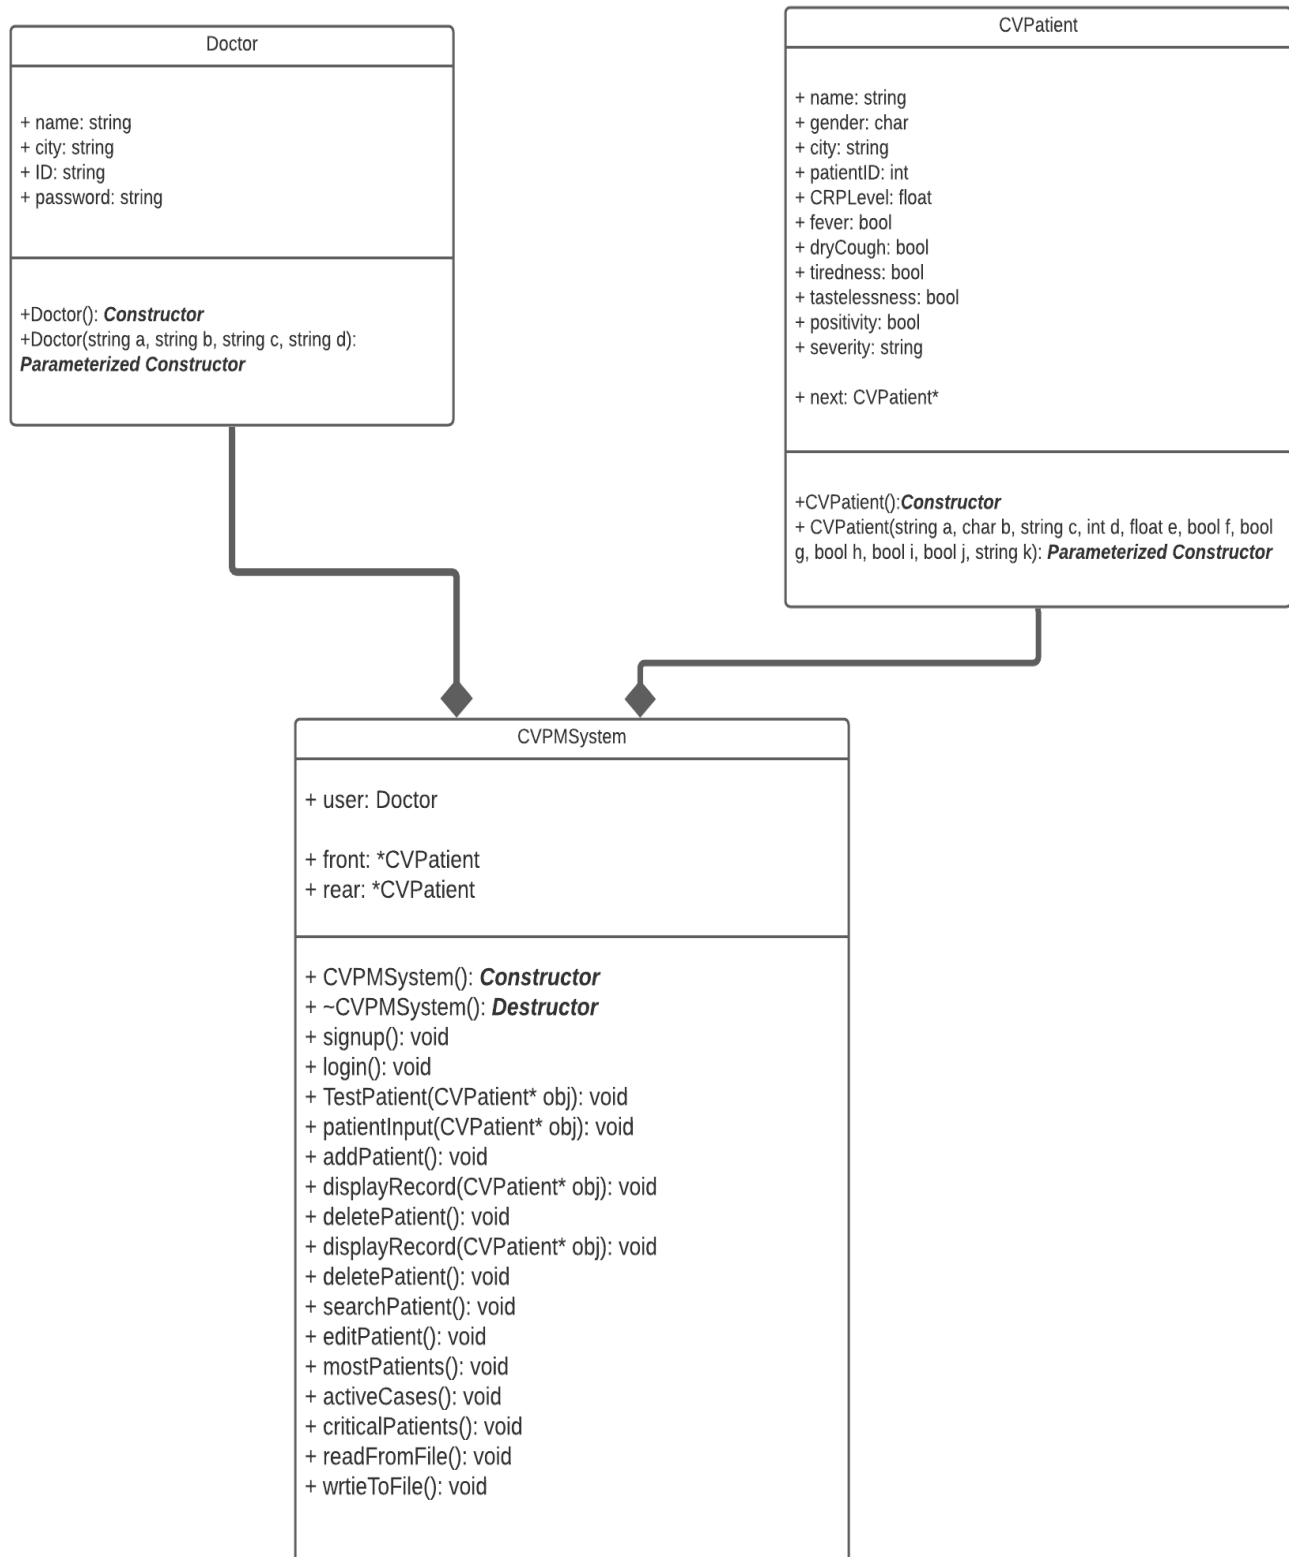 Doctor
+ name: string
+ city: string
+ ID: string
+ password: string
+Doctor(): Constructor
+Doctor(string a, string b, string c, string d):
Parameterized Constructor
CVPatient
+ name: string
+ gender: char
+ city: string
+ patientID: int
+ CRPLevel: float
+ fever: bool
+ dryCough: bool
+ tiredness: bool
+ tastelessness: bool
+ positivity: bool
+ severity: string
+ next: CVPatient*
+CVPatient():Constructor
+ CVPatient(string a, char b, string c, int d, float e, bool f, bool
g, bool h, bool i, bool j, string k): Parameterized Constructor
CVPMSystem
+ user: Doctor
+ front: *CVPatient
+ rear: *CVPatient
+ CVPMSystem(): Constructor
+ ~CVPMSystem(): Destructor
+ signup(): void
+ login(): void
+ TestPatient(CVPatient* obj): void
+ patientInput(CVPatient* obj): void
+ addPatient(): void
+ displayRecord(CVPatient* obj): void
+ deletePatient(): void
+ displayRecord(CVPatient* obj): void
+ deletePatient(): void
+ searchPatient(): void
+ editPatient(): void
+ mostPatients(): void
+ activeCases(): void
+ criticalPatients(): void
+ readFromFile(): void
+ wrtieToFile(): void